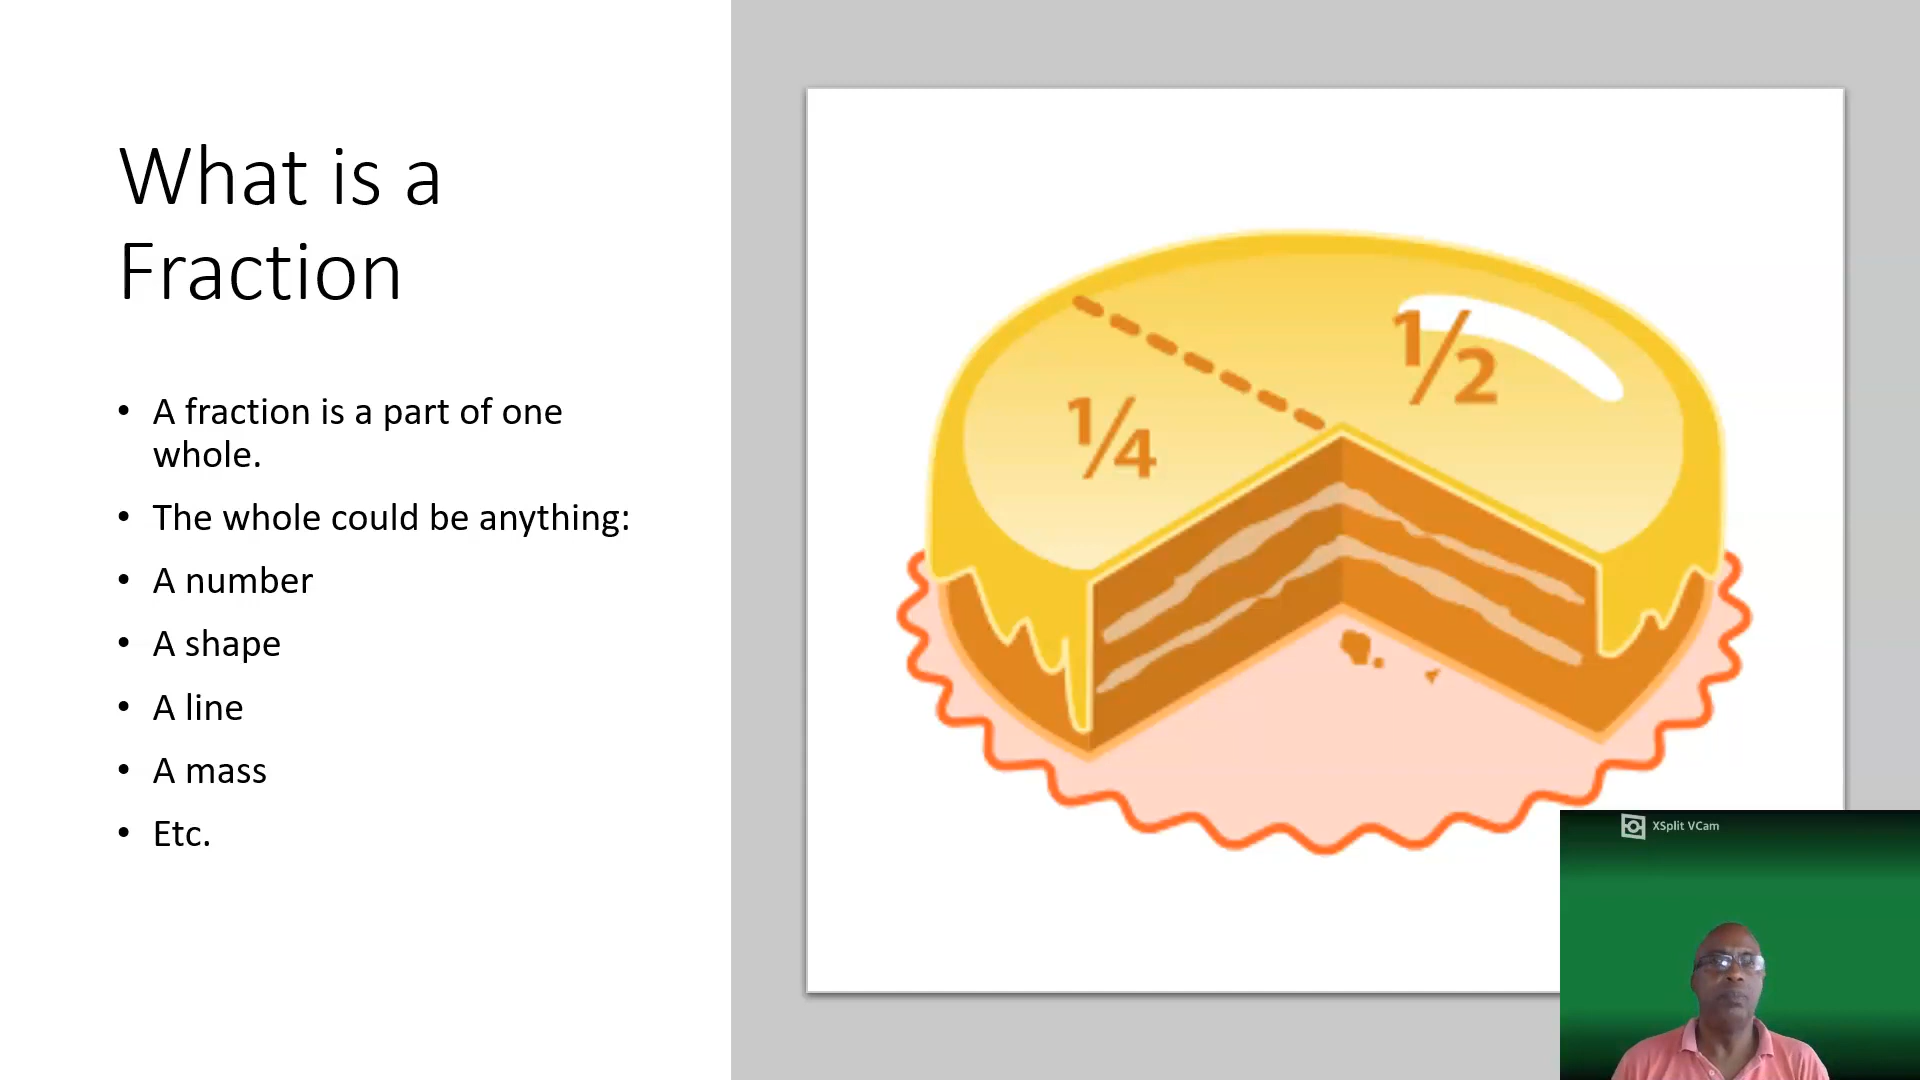 What is a
Fraction
• A fraction is a part of one
whole.
• The whole could be anything:
• A number
• A shape
• A line
• A mass
• Etc.
1/2
1/4
XSplit VCam